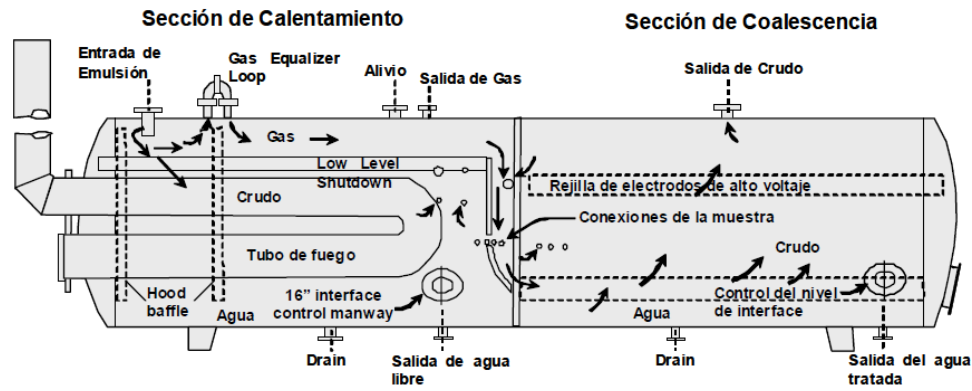 Sección de Calentamiento
Sección de Coalescencia
Entrada de
Emulsión
Gas Equalizer
Loop
Alivio
Salida de Gas
Salida de Crudo
Gas
Low Level
Shutdown
Crudo
Rejilla de electrodos de alto voltaje
Conexiones de la muestra
Tubo de fuego
Crudo
Hood
baffle
Agua
16" interface
control manway
Agua
Control del nivel
de interface
Drain
Salida de agua
libre
Drain
Salida del agua
tratada